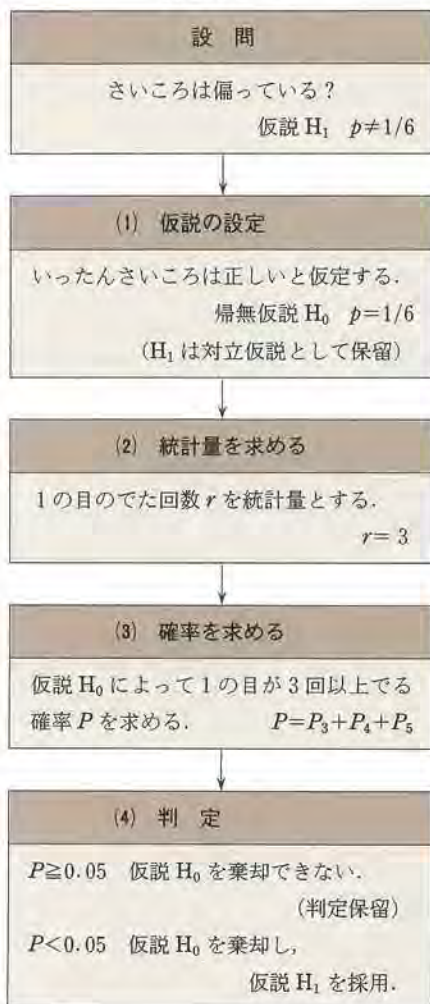 設 問
さいころは偏っている?
仮説 H₁ p≠1/6
(1) 仮説の設定
いったんさいころは正しいと仮定する.
帰無仮説 H₀ p=1/6
(H₁ は対立仮説として保留)
(2) 統計量を求める
1の目のでた回数 r を統計量とする.
r= 3
(3) 確率を求める
仮説 H₀ によって1の目が3回以上でる
確率 P を求める. P=P₃+P₄+P₅
(4) 判 定
P≧0.05 仮説 H₀ を棄却できない.
(判定保留)
P<0.05 仮説 H₀ を棄却し,
仮説 H₁ を採用.